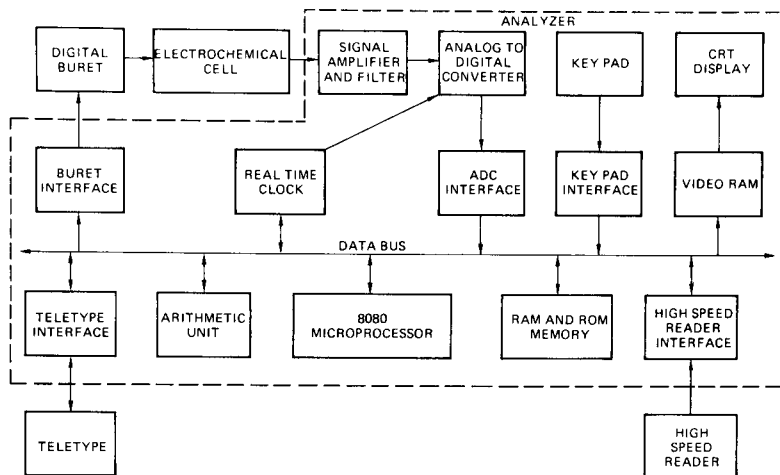 ANALYZER
DIGITAL
BURET
ELECTROCHEMICAL
CELL
SIGNAL
AMPLIFIER
AND FILTER
ANALOG TO
DIGITAL
CONVERTER
KEY PAD
CRT
DISPLAY
BURET
INTERFACE
REAL TIME
CLOCK
ADC
INTERFACE
KEY PAD
INTERFACE
VIDEO RAM
DATA BUS
TELETYPE
INTERFACE
ARITHMETIC
UNIT
8080
MICROPROCESSOR
RAM AND ROM
MEMORY
HIGH SPEED
READER
INTERFACE
TELETYPE
HIGH
SPEED
READER